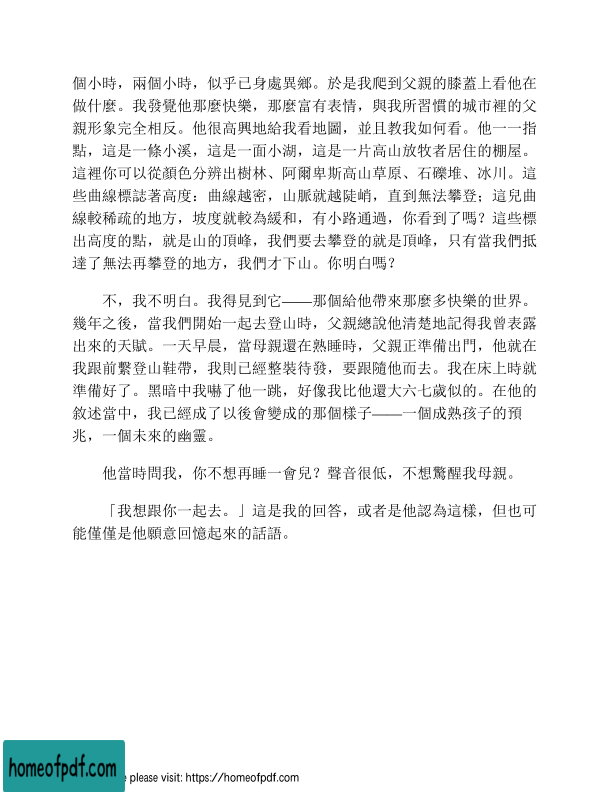 個小時，兩個小時，似乎已身處異鄉。於是我爬到父親的膝蓋上看他在
做什麼。我發覺他那麼快樂，那麼富有表情，與我所習慣的城市裡的父
親形象完全相反。他很高興地給我看地圖，並且教我如何看。他一一指
點，這是一條小溪，這是一面小湖，這是一片高山放牧者居住的棚屋。
這裡你可以從顏色分辨出樹林、阿爾卑斯高山草原、石礫堆、冰川。這
些曲線標誌著高度：曲線越密，山脈就越陡峭，直到無法攀登；這兒曲
線較稀疏的地方，坡度就較為緩和，有小路通過，你看到了嗎？這些標
出高度的點，就是山的頂峰，我們要去攀登的就是頂峰，只有當我們抵
達了無法再攀登的地方，我們才下山。你明白嗎？
不，我不明白。我得見到它——那個給他帶來那麼多快樂的世界。
幾年之後，當我們開始一起去登山時，父親總說他清楚地記得我曾表露
出來的天賦。一天早晨，當母親還在熟睡時，父親正準備出門，他就在
我跟前繫登山鞋帶，我則已經整裝待發，要跟隨他而去。我在床上時就
準備好了。黑暗中我嚇了他一跳，好像我比他還大六七歲似的。在他的
敘述當中，我已經成了以後會變成的那個樣子——一個成熟孩子的預
兆，一個未來的幽靈。
他當時問我，你不想再睡一會兒？聲音很低，不想驚醒我母親。
「我想跟你一起去。」這是我的回答，或者是他認為這樣，但也可
能僅僅是他願意回憶起來的話語。
homeofpdf.com
e please visit: https://homeofpdf.com